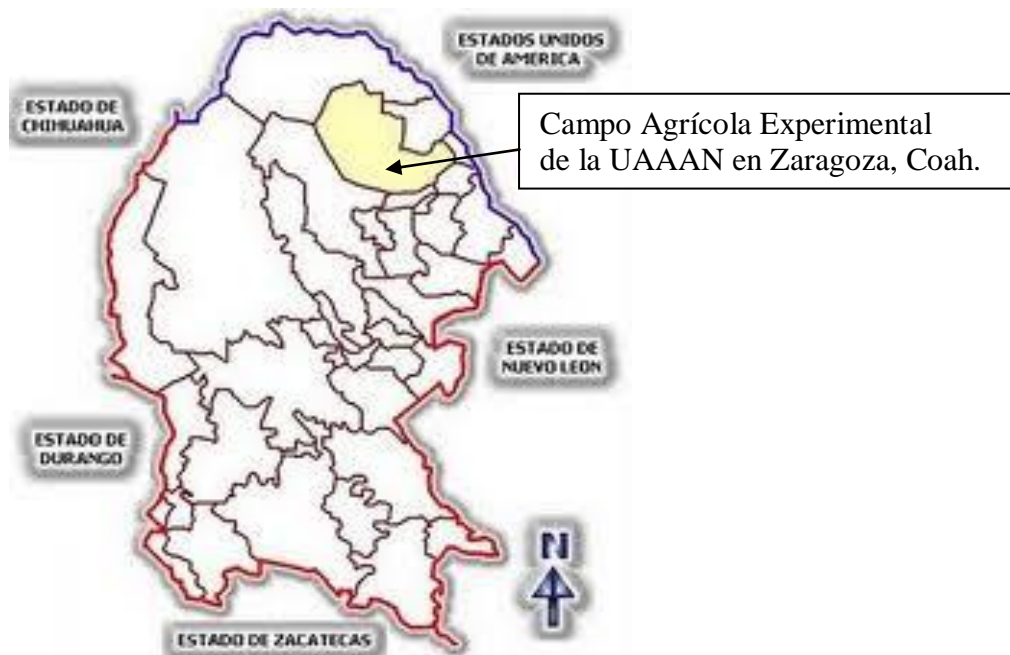 ESTADOS UNIDOS
DE AMERICA
ESTADO DE
CHIHUAHUA
Campo Agrícola Experimental
de la UAAAN en Zaragoza, Coah.
ESTADO DE
NUEVO LEON
ESTADO DE
DURANGO
N
ESTADO DE ZACATECAS